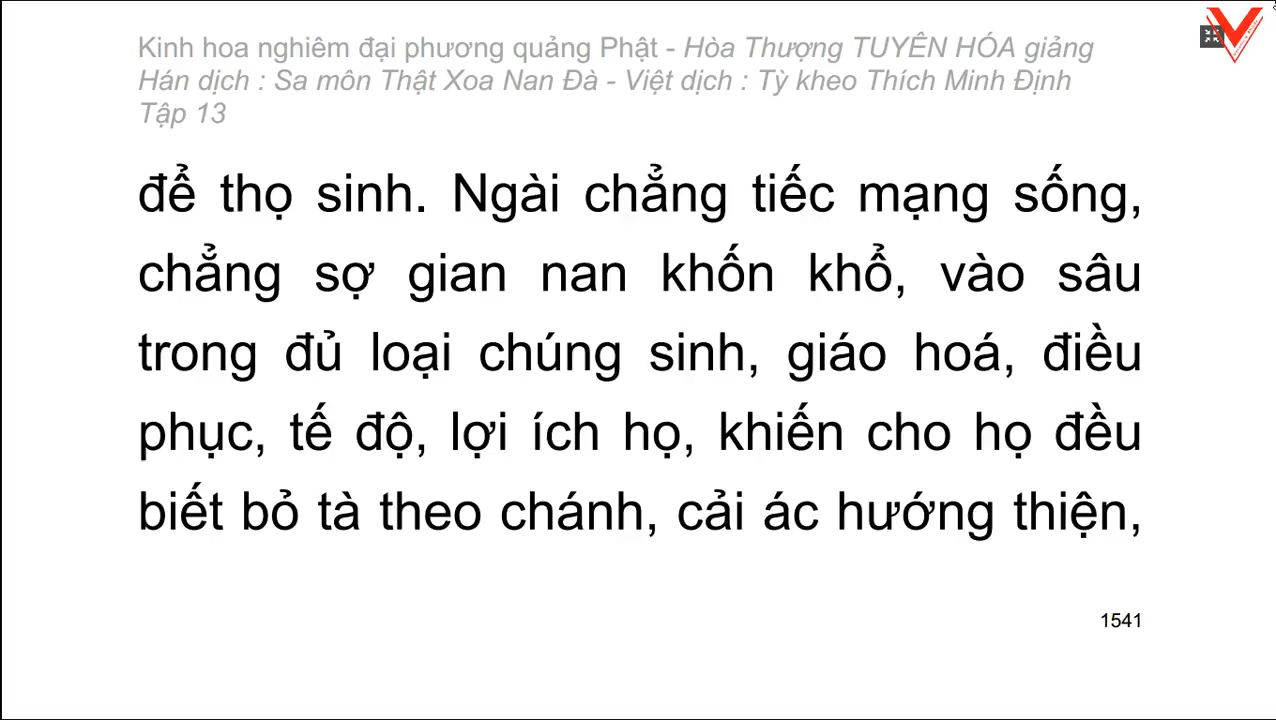 Kinh hoa nghiêm đại phương quảng Phật - Hòa Thượng TUYÊN HÓA giảng
Hán dịch : Sa môn Thật Xoa Nan Đà - Việt dịch : Tỳ kheo Thích Minh Định
Tập 13
để thọ sinh. Ngài chẳng tiếc mạng sống,
chẳng sợ gian nan khốn khổ, vào sâu
trong đủ loại chúng sinh, giáo hoá, điều
phục, tế độ, lợi ích họ, khiến cho họ đều
biết bỏ tà theo chánh, cải ác hướng thiện,
1541